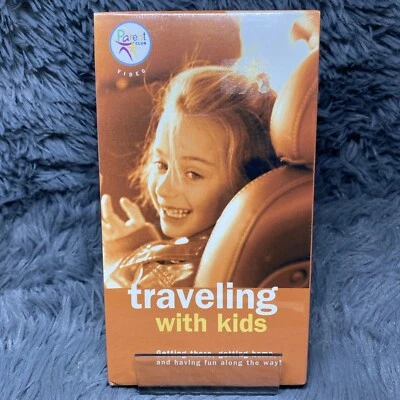 Parent
VIDEO
traveling
with kids
Getting there, getting home
and having fun along the way!